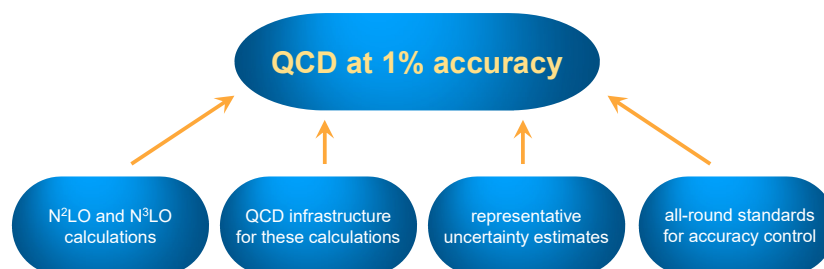 QCD at 1% accuracy
N²LO and N³LO
calculations
QCD infrastructure
for these calculations
representative
uncertainty estimates
all-round standards
for accuracy control